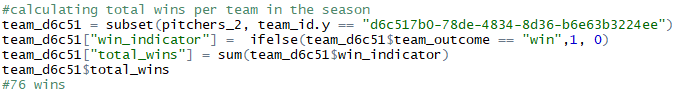 #calculating total wins per team in the season
team_d6c51 = subset(pitchers_2, team_id.y == "d6c517b0-78de-4834-8d36-b6e63b3224ee")
team_d6c51["win_indicator"] =  ifelse(team_d6c51$team_outcome == "win",1, 0)
team_d6c51["total_wins"] = sum(team_d6c51$win_indicator)
team_d6c51$total_wins
#76 wins